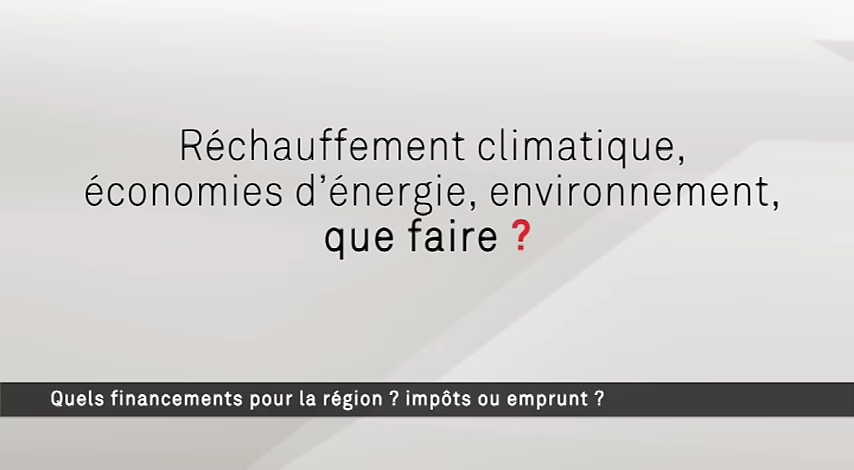 Réchauffement climatique,
économies d'énergie, environnement,
que faire ?
Quels financements pour la région ? impôts ou emprunt ?